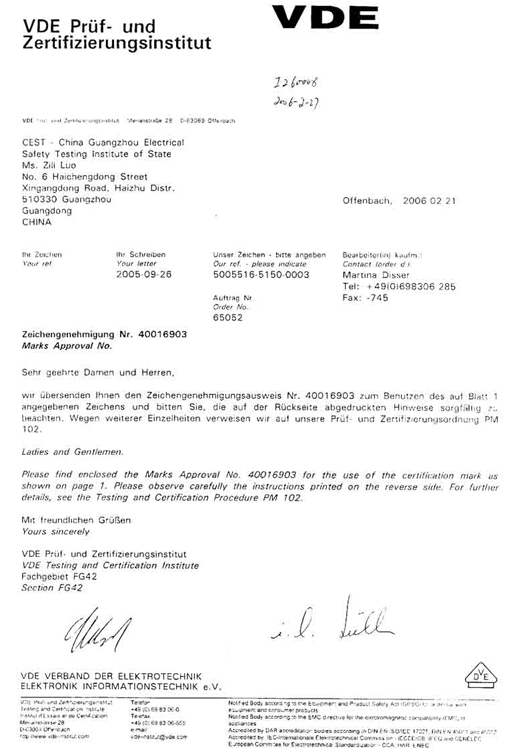 VDE Prüf- und
Zertifizierungsinstitut
VDE
2006-2-27
VDE Prüf- und Zertifizierungsinstitut · Merianstraße 28 · D-63069 Offenbach
CEST - China Guangzhou Electrical
Safety Testing Institute of State
Ms. Zili Luo
No. 6 Haichengdong Street
Xingangdong Road, Haizhu Distr.
510330 Guangzhou
Guangdong
CHINA
Offenbach, 2006 02 21
Ihr Zeichen
Your ref.
Ihr Schreiben
Your letter
2005-09-26
Unser Zeichen - bitte angeben
Our ref. - please indicate
5005516-5150-0003
Auftrag Nr.
Order No.
65052
Bearbeiter(in) kaufm.:
Contact (order d.)
Martina Disser
Tel: +49(0)698306 285
Fax: -745
Zeichengenehmigung Nr. 40016903
Marks Approval No.
Sehr geehrte Damen und Herren,
wir übersenden Ihnen den Zeichengenehmigungsausweis Nr. 40016903 zum Benutzen des auf Blatt 1
angegebenen Zeichens und bitten Sie, die auf der Rückseite abgedruckten Hinweise sorgfältig zu
beachten. Wegen weiterer Einzelheiten verweisen wir auf unsere Prüf- und Zertifizierungsordnung PM
102.
Ladies and Gentlemen.
Please find enclosed the Marks Approval No. 40016903 for the use of the certification mark as
shown on page 1. Please observe carefully the instructions printed on the reverse side. For further
details, see the Testing and Certification Procedure PM 102.
Mit freundlichen Grüßen
Yours sincerely
VDE Prüf- und Zertifizierungsinstitut
VDE Testing and Certification Institute
Fachgebiet FG42
Section FG42
VDE VERBAND DER ELEKTROTECHNIK
ELEKTRONIK INFORMATIONSTECHNIK e.V.
VDE
VDE Prüf- und Zertifizierungsinstitut
Testing and Certification Institute
Institut d'Essais et de Certification
Merianstrasse 28
D-63069 Offenbach
http://www.vde-institut.com
Telefon
+49 (0) 69 83 06-0
Telefax
+49 (0) 69 83 06-555
e-mail
vde-institut@vde.com
Notified Body according to the Equipment and Product Safety Act (GPSG) for
equipment and consumer products
Notified Body according to the EMC directive for the electromagnetic compatibility (EMC) of
appliances
Accredited by DAR accreditation bodies according to DIN EN ISO/IEC 17025,
Accredited by IEC-International Electrotechnical Commission - IECEE/CB, IECQ and CENELEC
European Committee for Electrotechnical Standardization - CCA, HAR, ENEC